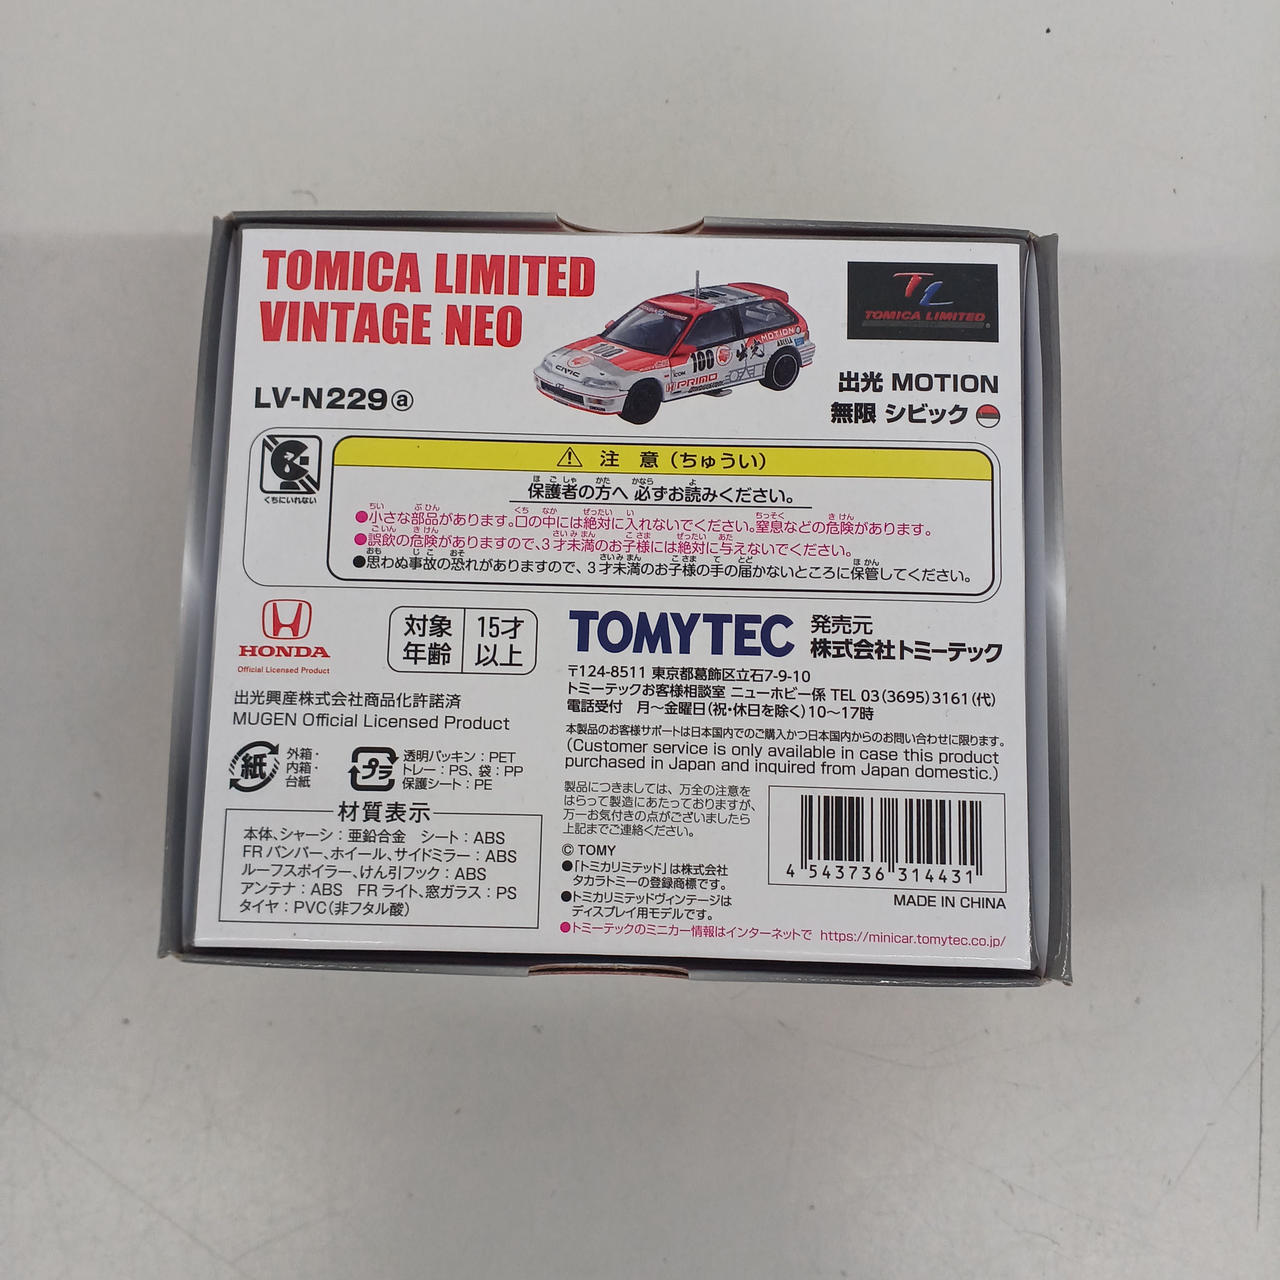 TOMICA LIMITED
VINTAGE NEO
LV-N229ⓐ
TL
TOMICA LIMITED
出光 MOTION
無限 シビック
100
出光
MOTION
CIVIC
PRIMO
くちにいれない
⚠ 注 意（ちゅうい）
保護者の方へ 必ずお読みください。
●小さな部品があります。口の中には絶対に入れないでください。窒息などの危険があります。
●誤飲の危険がありますので、3才未満のお子様には絶対に与えないでください。
●思わぬ事故の恐れがありますので、3才未満のお子様の手の届かないところに保管してください。
HONDA
Official Licensed Product
対象年齢 15才以上
出光興産株式会社商品化許諾済
MUGEN Official Licensed Product
紙 外箱・
内箱・
台紙
プラ 透明パッキン：PET
トレー：PS、袋：PP
保護シート：PE
材質表示
本体、シャーシ：亜鉛合金 シート：ABS
FRバンパー、ホイール、サイドミラー：ABS
ルーフスポイラー、けん引フック：ABS
アンテナ：ABS FRライト、窓ガラス：PS
タイヤ：PVC（非フタル酸）
TOMYTEC
発売元
株式会社トミーテック
〒124-8511 東京都葛飾区立石7-9-10
トミーテックお客様相談室 ニューホビー係 TEL 03（3695）3161（代）
電話受付 月～金曜日（祝・休日を除く）10～17時
本製品のお客様サポートは日本国内でのご購入かつ日本国内からのお問い合わせに限ります。
(Customer service is only available in case this product
purchased in Japan and inquired from Japan domestic.)
製品につきましては、万全の注意を
はらって製造にあたっておりますが、
万一お気付きの点がございましたら
上記までご連絡ください。
© TOMY
●「トミカリミテッド」は株式会社
タカラトミーの登録商標です。
●トミカリミテッドヴィンテージは
ディスプレイ用モデルです。
●トミーテックのミニカー情報はインターネットで https://minicar.tomytec.co.jp/
4 543736 314431
MADE IN CHINA